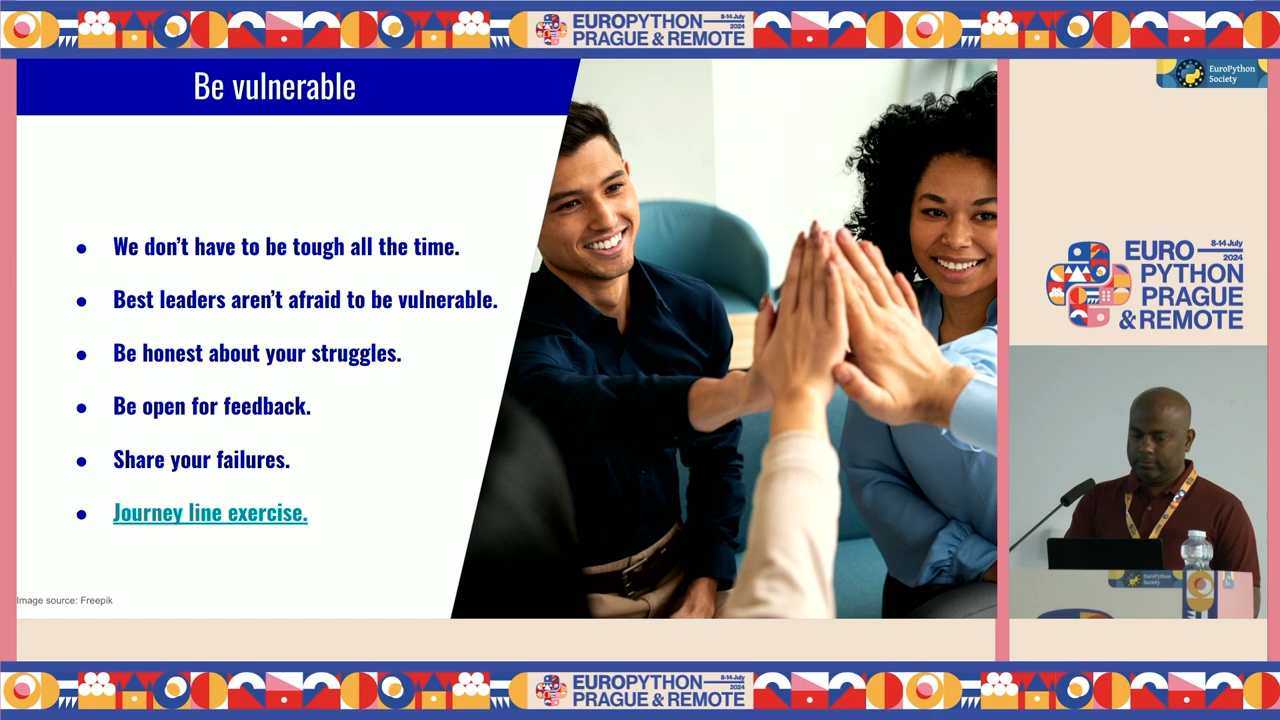 EUROPYTHON
8-14 July
2024
PRAGUE & REMOTE
Be vulnerable
EuroPython
Society
We don't have to be tough all the time.
Best leaders aren't afraid to be vulnerable.
Be honest about your struggles.
Be open for feedback.
Share your failures.
Journey line exercise.
Image source: Freepik
EURO
8-14 July
2024
PYTHON
PRAGUE
& REMOTE
EuroPython
Society
EUROPYTHON
8-14 July
2024
PRAGUE & REMOTE